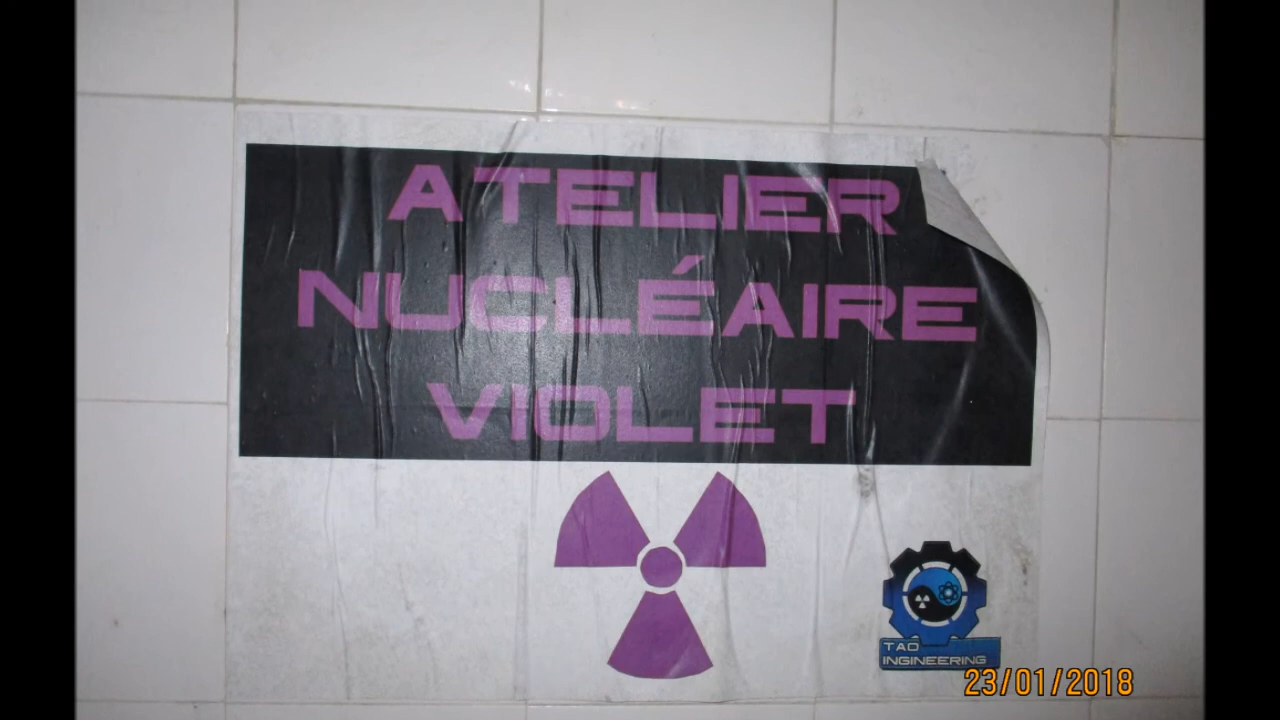 ATELIER
NUCLÉAIRE
VIOLET
TAO
INGINEERING
23/01/2018